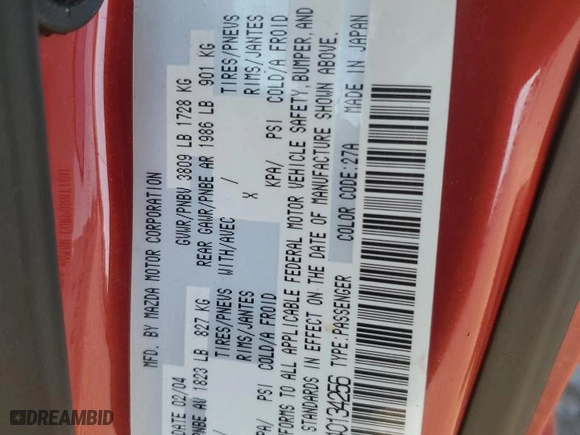 MFD. BY MAZDA MOTOR CORPORATION
DATE 02/04 GVWR/PNBV 3809 LB 1728 KG
PNBE AV 1823 LB 827 KG REAR GAWR/PNBE AR 1986 LB 901 KG
TIRES/PNEUS WITH/AVEC / TIRES/PNEUS
RIMS/JANTES X RIMS/JANTES
KPA/ PSI COLD/A FROID KPA/ PSI COLD/A FROID
FORMS TO ALL APPLICABLE FEDERAL MOTOR VEHICLE SAFETY, BUMPER, AND
STANDARDS IN EFFECT ON THE DATE OF MANUFACTURE SHOWN ABOVE.
40134256 TYPE:PASSENGER COLOR CODE:27A MADE IN JAPAN
DREAMBID